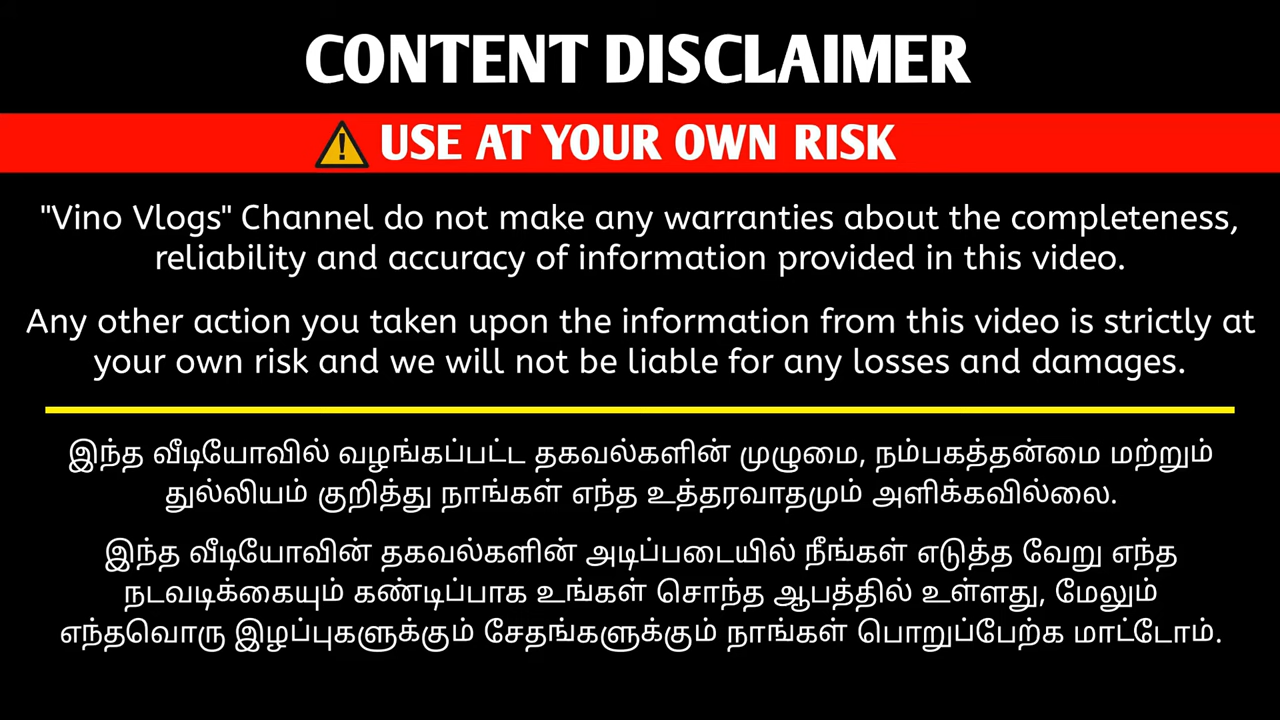 CONTENT DISCLAIMER
⚠ USE AT YOUR OWN RISK
"Vino Vlogs" Channel do not make any warranties about the completeness,
reliability and accuracy of information provided in this video.
Any other action you taken upon the information from this video is strictly at
your own risk and we will not be liable for any losses and damages.
இந்த வீடியோவில் வழங்கப்பட்ட தகவல்களின் முழுமை, நம்பகத்தன்மை மற்றும்
துல்லியம் குறித்து நாங்கள் எந்த உத்தரவாதமும் அளிக்கவில்லை.
இந்த வீடியோவின் தகவல்களின் அடிப்படையில் நீங்கள் எடுத்த வேறு எந்த
நடவடிக்கையும் கண்டிப்பாக உங்கள் சொந்த ஆபத்தில் உள்ளது, மேலும்
எந்தவொரு இழப்புகளுக்கும் சேதங்களுக்கும் நாங்கள் பொறுப்பேற்க மாட்டோம்.